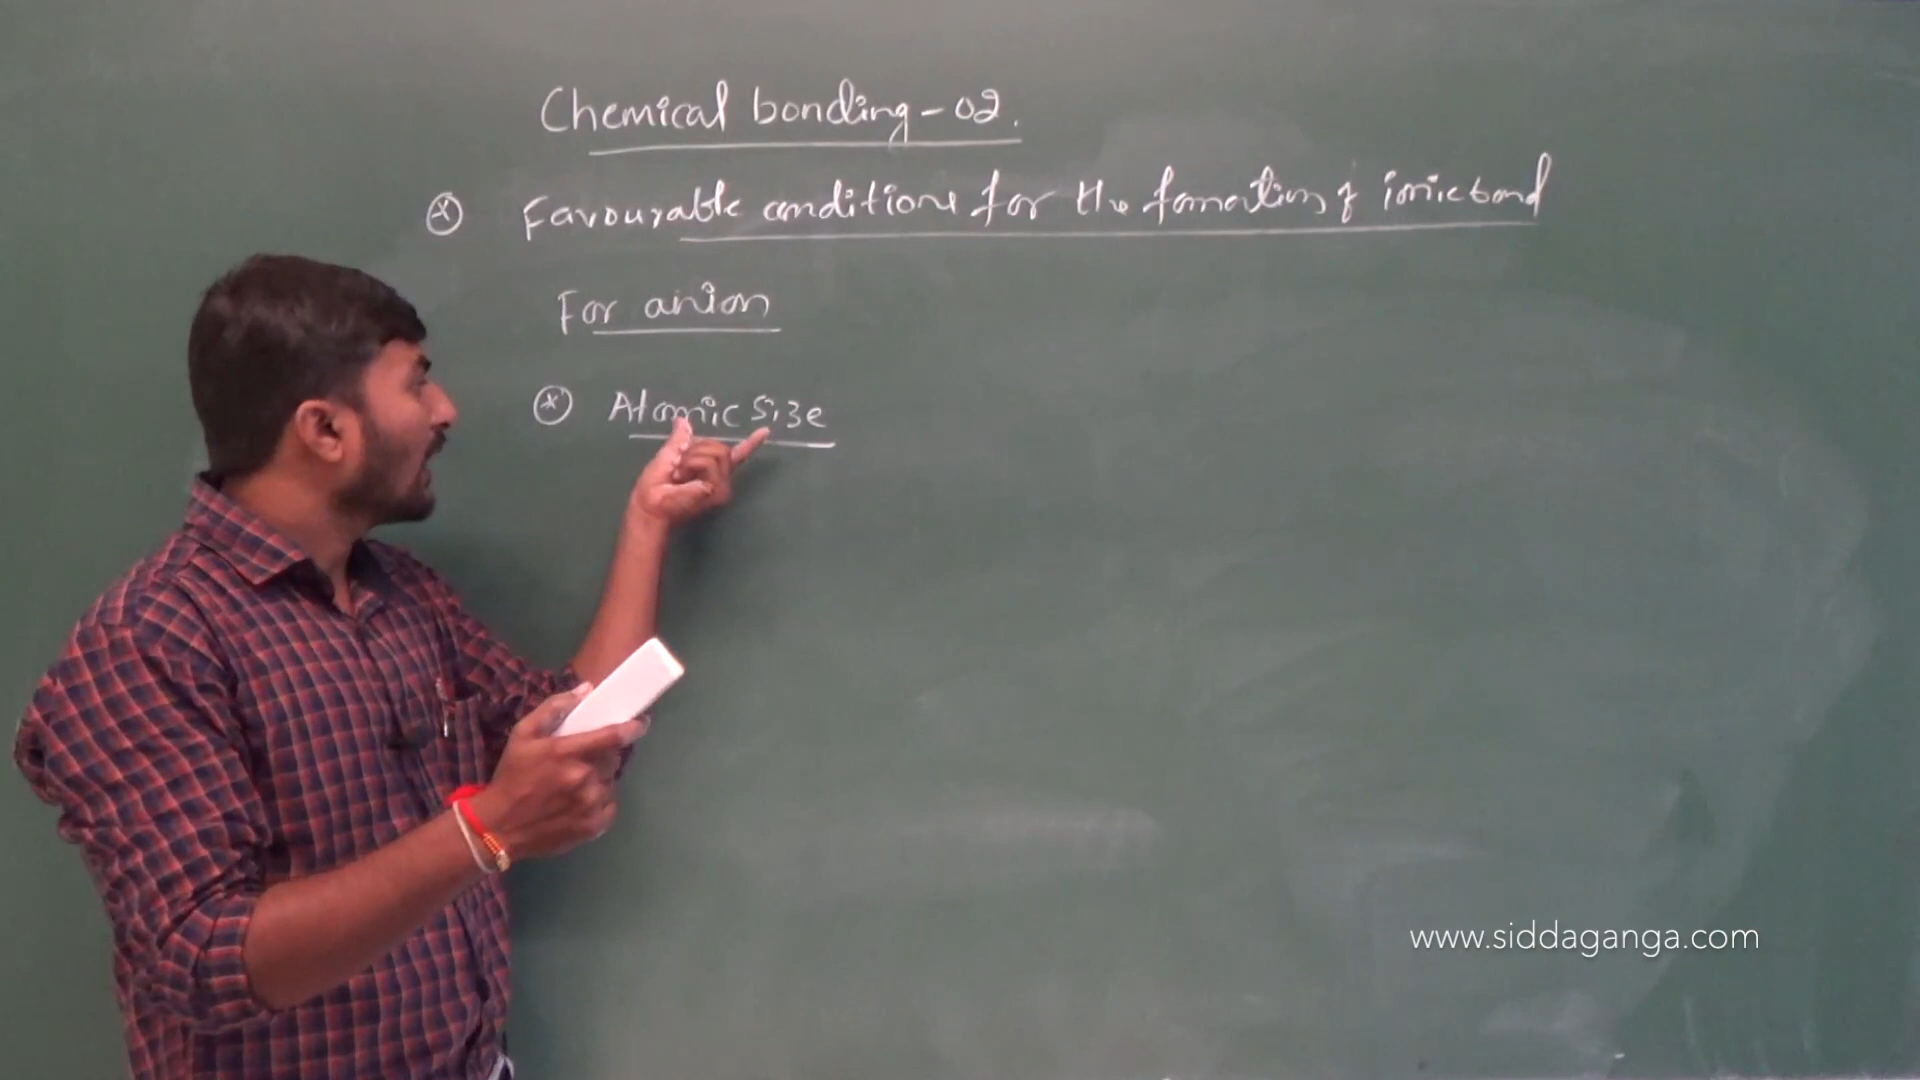 Chemical bonding - 02.
Favourable conditions for the formation of ionic bond
For anion
Atomic size
www.siddaganga.com